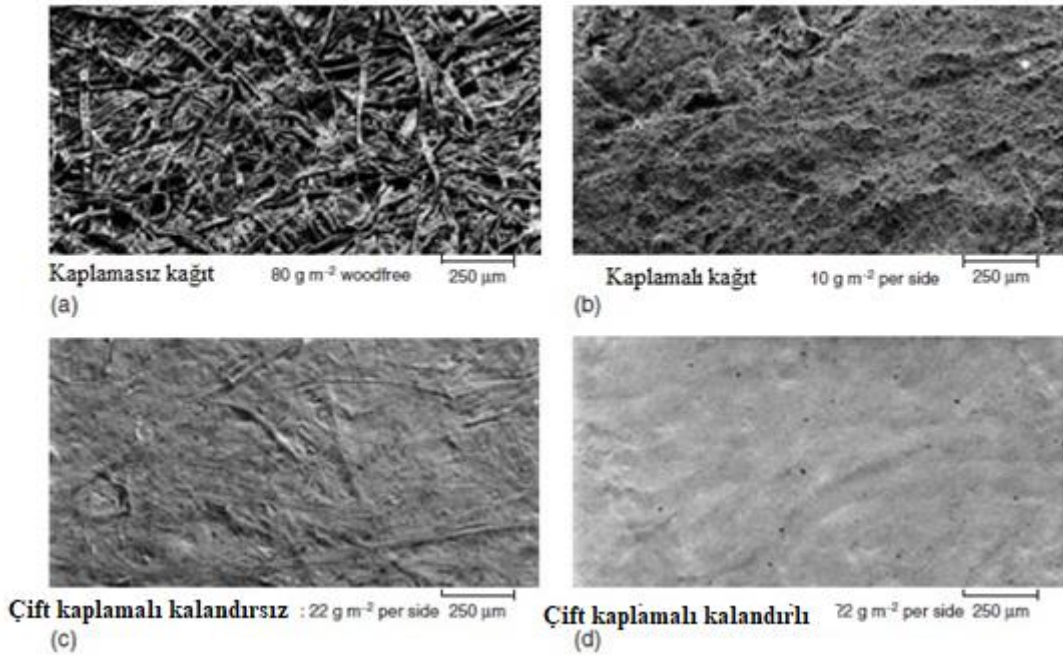 Kaplamasız kağıt 80 g m⁻² woodfree 250 µm
(a)
Kaplamalı kağıt 10 g m⁻² per side 250 µm
(b)
Çift kaplamalı kalandırsız : 22 g m⁻² per side 250 µm
(c)
Çift kaplamalı kalandırlı 22 g m⁻² per side 250 µm
(d)